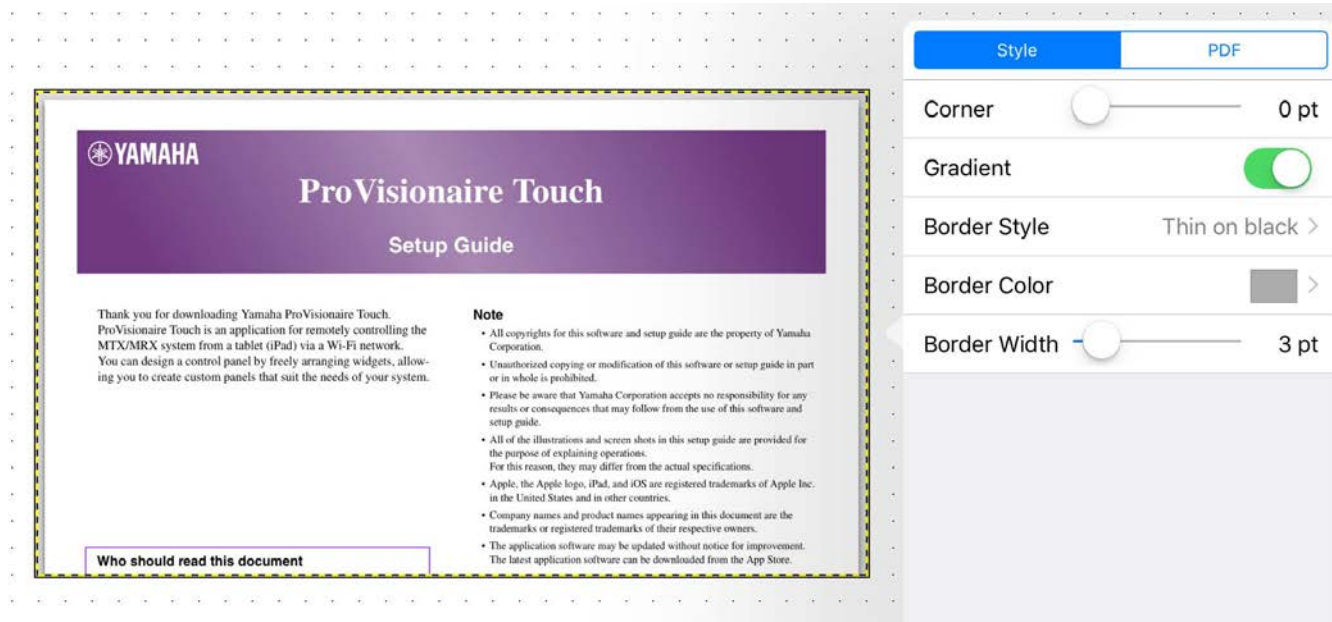 YAMAHA
ProVisionaire Touch
Setup Guide
Thank you for downloading Yamaha ProVisionaire Touch.
ProVisionaire Touch is an application for remotely controlling the
MTX/MRX system from a tablet (iPad) via a Wi-Fi network.
You can design a control panel by freely arranging widgets, allow-
ing you to create custom panels that suit the needs of your system.
Who should read this document
Note
• All copyrights for this software and setup guide are the property of Yamaha
Corporation.
• Unauthorized copying or modification of this software or setup guide in part
or in whole is prohibited.
• Please be aware that Yamaha Corporation accepts no responsibility for any
results or consequences that may follow from the use of this software and
setup guide.
• All of the illustrations and screen shots in this setup guide are provided for
the purpose of explaining operations.
For this reason, they may differ from the actual specifications.
• Apple, the Apple logo, iPad, and iOS are registered trademarks of Apple Inc.
in the United States and in other countries.
• Company names and product names appearing in this document are the
trademarks or registered trademarks of their respective owners.
• The application software may be updated without notice for improvement.
The latest application software can be downloaded from the App Store.
Style PDF
Corner 0 pt
Gradient
Border Style Thin on black >
Border Color >
Border Width 3 pt